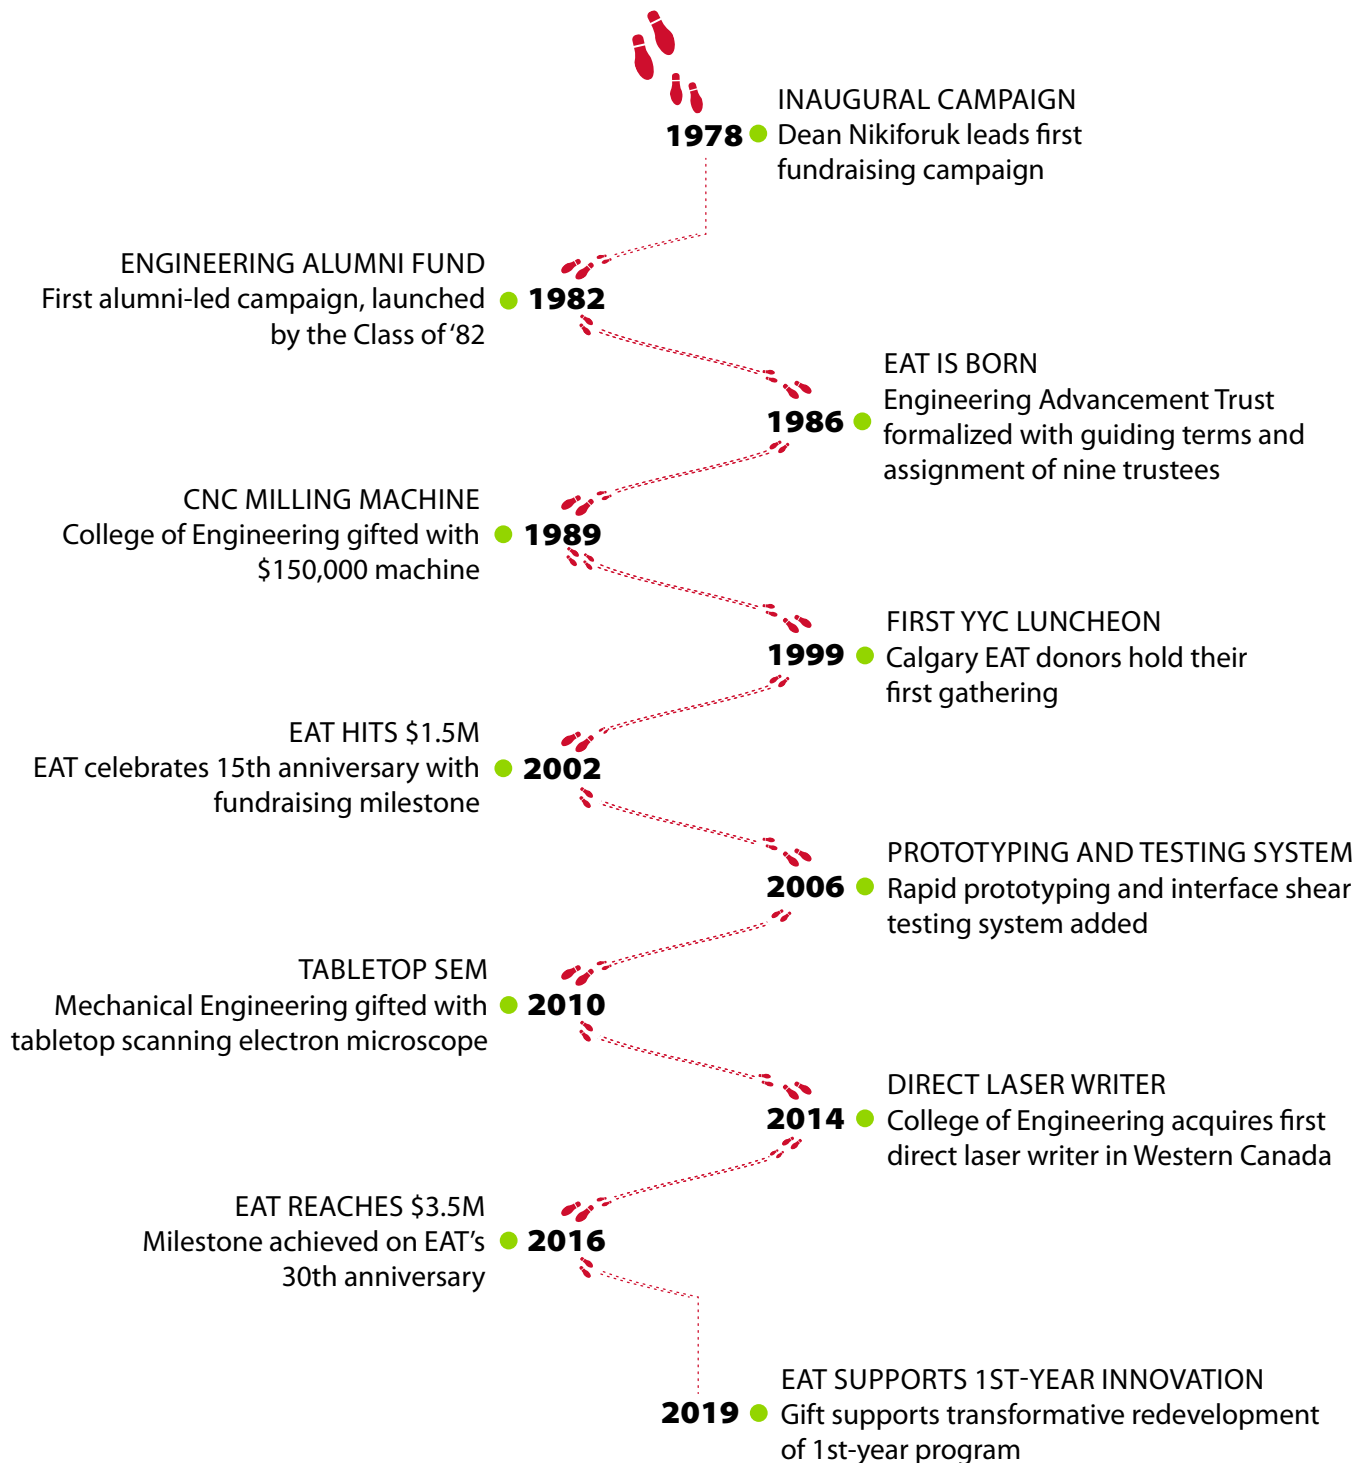 INAUGURAL CAMPAIGN
1978 Dean Nikiforuk leads first
fundraising campaign
ENGINEERING ALUMNI FUND
First alumni-led campaign, launched 1982
by the Class of ‘82
EAT IS BORN
1986 Engineering Advancement Trust
formalized with guiding terms and
assignment of nine trustees
CNC MILLING MACHINE
College of Engineering gifted with 1989
$150,000 machine
FIRST YYC LUNCHEON
1999 Calgary EAT donors hold their
first gathering
EAT HITS $1.5M
EAT celebrates 15th anniversary with 2002
fundraising milestone
PROTOTYPING AND TESTING SYSTEM
2006 Rapid prototyping and interface shear
testing system added
TABLETOP SEM
Mechanical Engineering gifted with 2010
tabletop scanning electron microscope
DIRECT LASER WRITER
2014 College of Engineering acquires first
direct laser writer in Western Canada
EAT REACHES $3.5M
Milestone achieved on EAT’s 2016
30th anniversary
EAT SUPPORTS 1ST-YEAR INNOVATION
2019 Gift supports transformative redevelopment
of 1st-year program